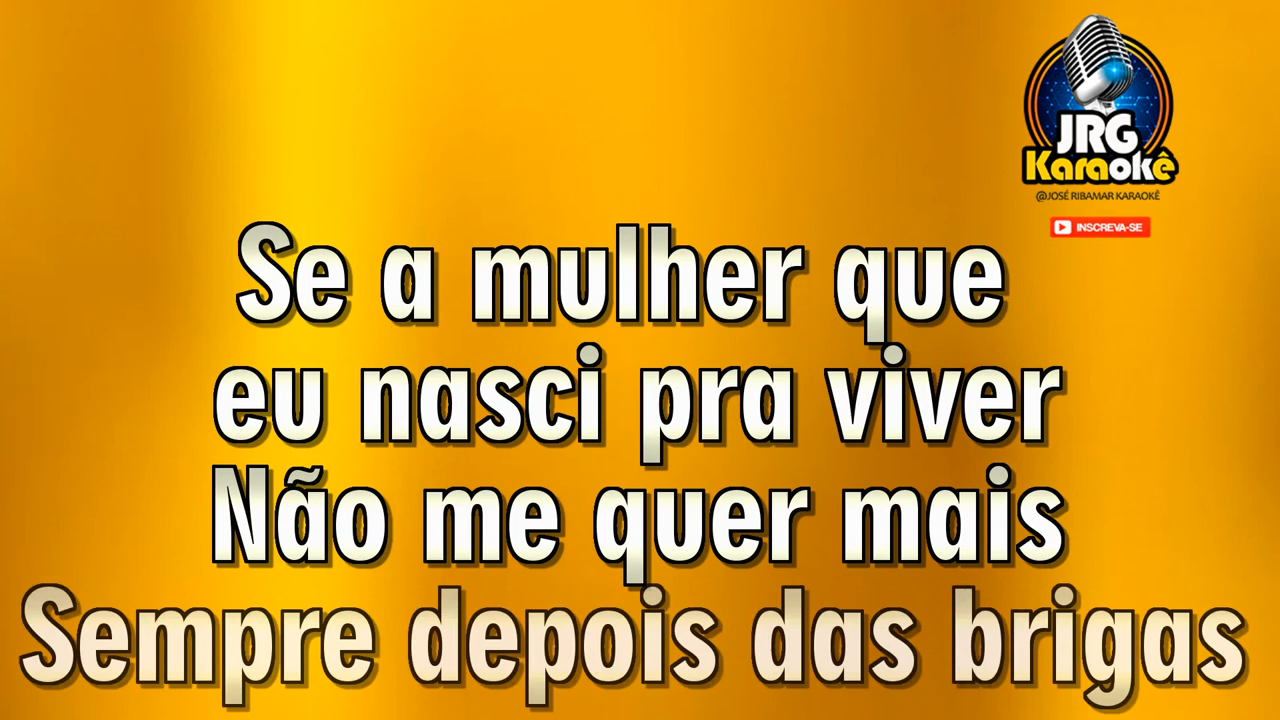 JRG
Karaokê
@JOSÉ RIBAMAR KARAOKÊ
INSCREVA-SE
Se a mulher que
eu nasci pra viver
Não me quer mais
Sempre depois das brigas